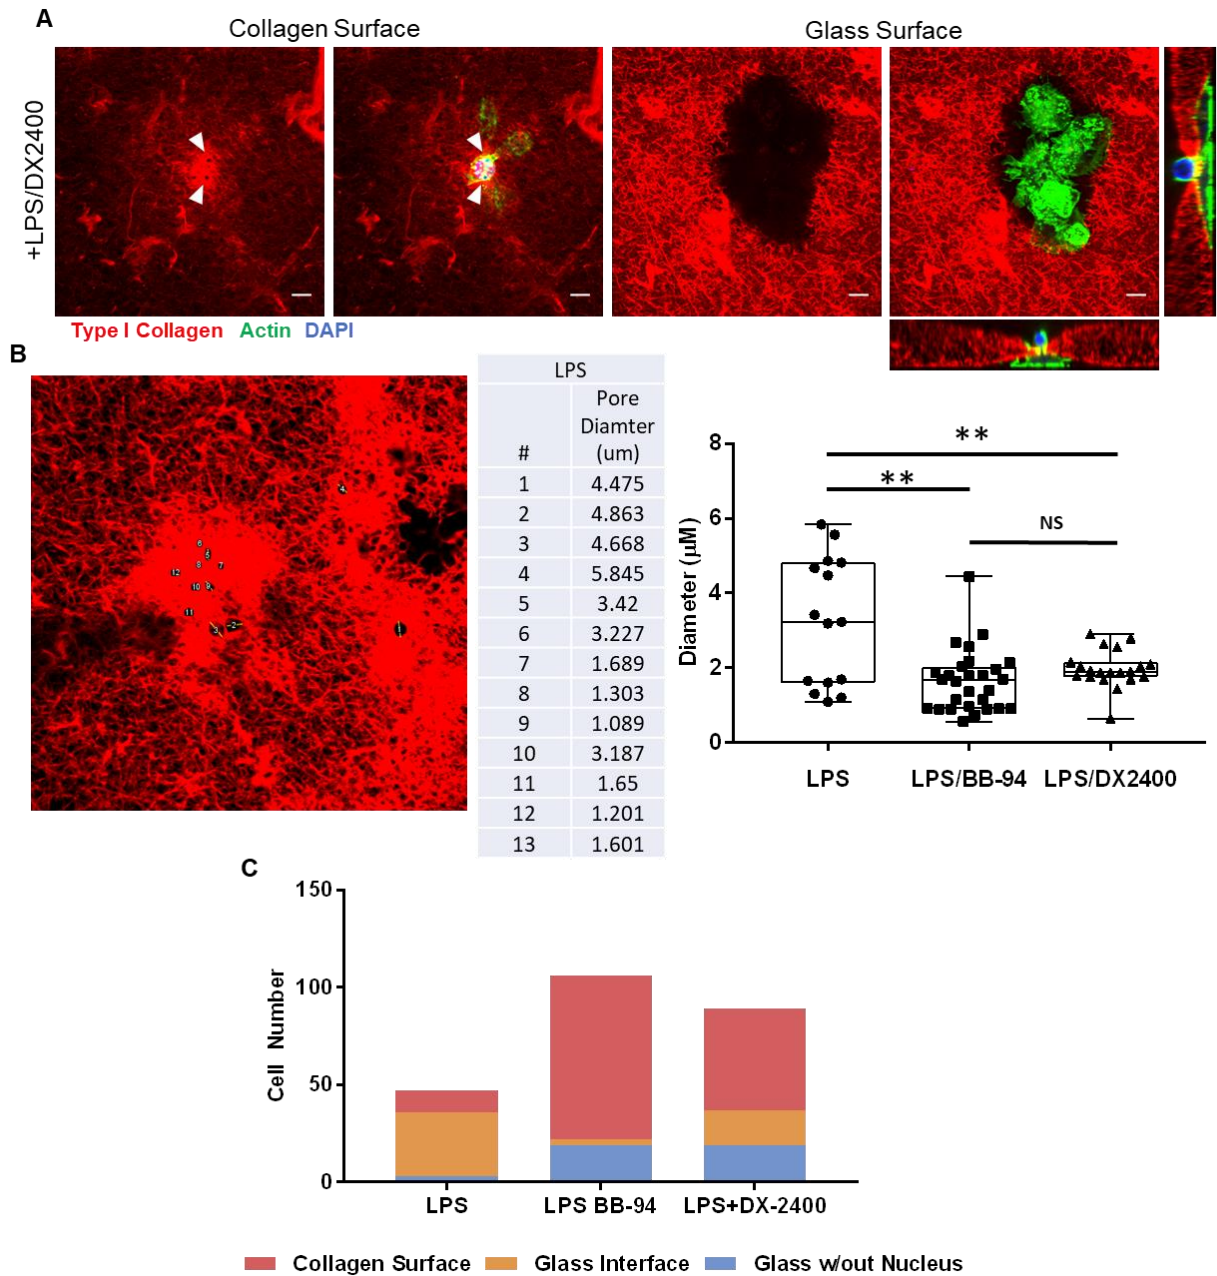 A
Collagen Surface
Glass Surface
+LPS/DX2400
Type I Collagen Actin DAPI
B
LPS
# Pore Diamter (um)
1 4.475
2 4.863
3 4.668
4 5.845
5 3.42
6 3.227
7 1.689
8 1.303
9 1.089
10 3.187
11 1.65
12 1.201
13 1.601
Diameter (µM)
8
6
4
2
0
**
**
NS
LPS LPS/BB-94 LPS/DX2400
C
Cell Number
150
100
50
0
LPS LPS BB-94 LPS+DX-2400
Collagen Surface Glass Interface Glass w/out Nucleus